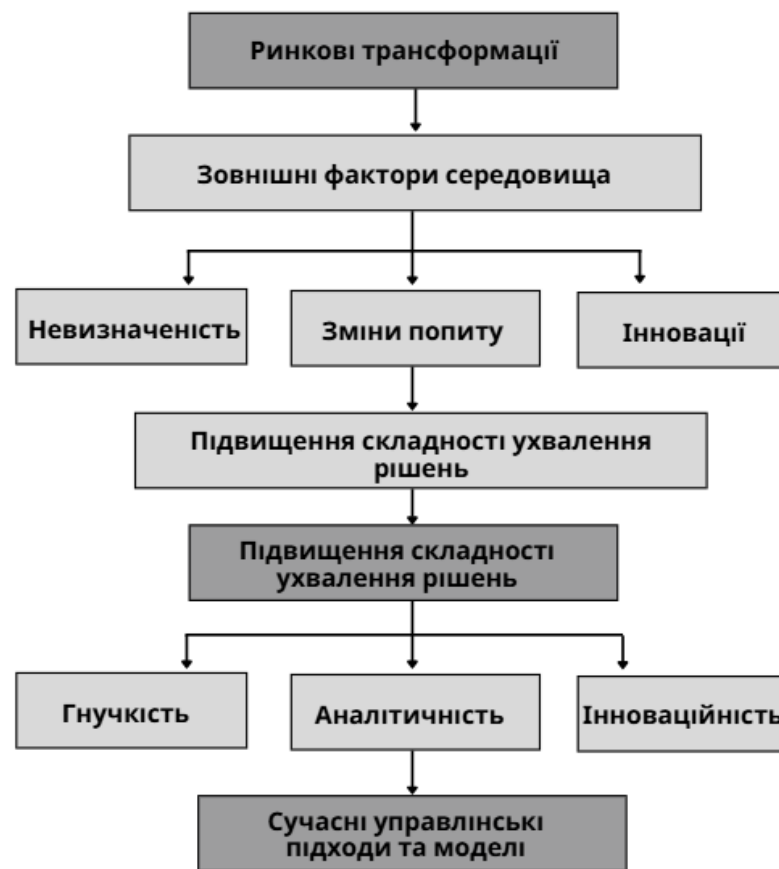 Ринкові трансформації
Зовнішні фактори середовища
Невизначеність
Зміни попиту
Інновації
Підвищення складності ухвалення
рішень
Підвищення складності
ухвалення рішень
Гнучкість
Аналітичність
Інноваційність
Сучасні управлінські
підходи та моделі